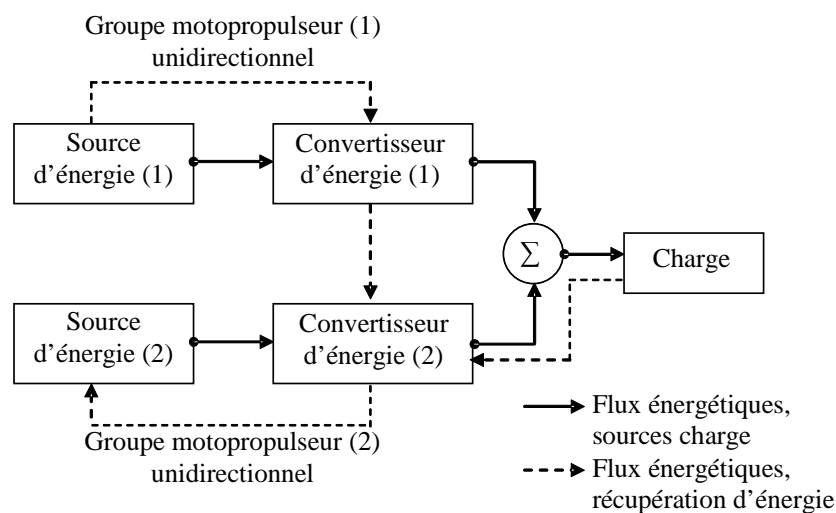 Groupe motopropulseur (1)
unidirectionnel
Source
d'énergie (1)
Convertisseur
d'énergie (1)
Σ
Charge
Source
d'énergie (2)
Convertisseur
d'énergie (2)
Groupe motopropulseur (2)
unidirectionnel
Flux énergétiques,
sources charge
Flux énergétiques,
récupération d'énergie